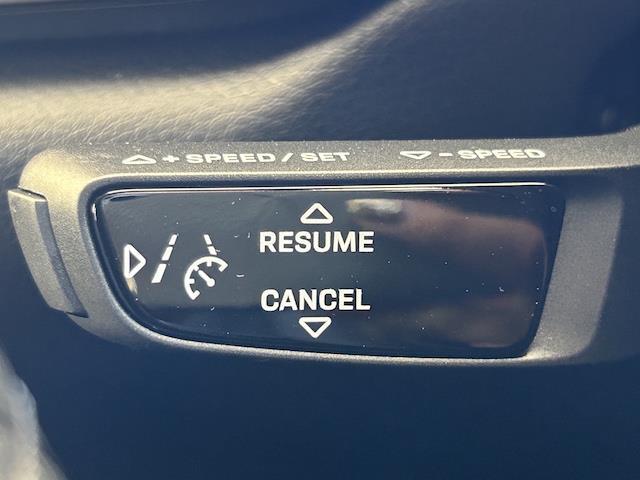 + SPEED / SET – SPEED
RESUME
CANCEL